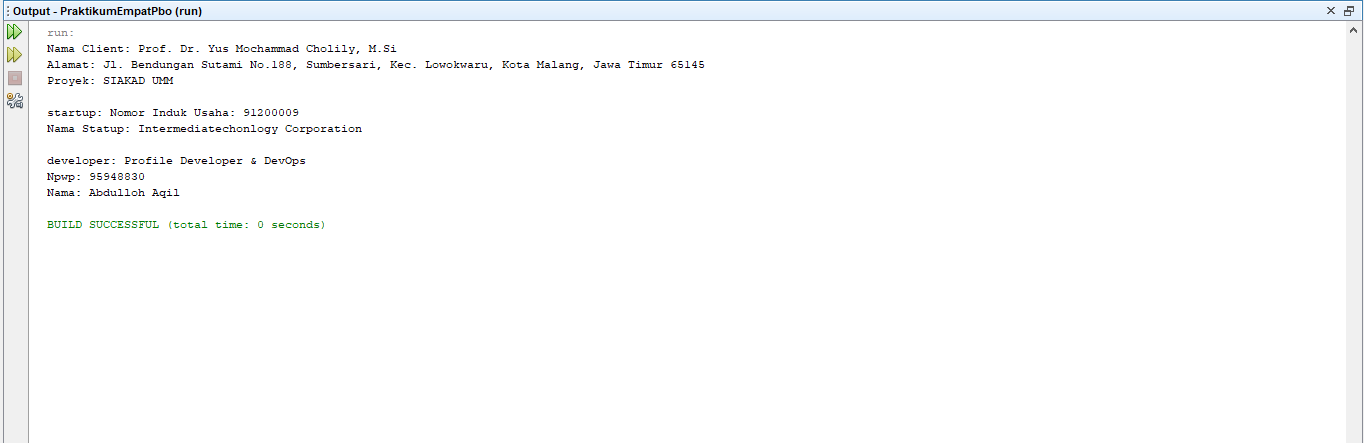 Output - PraktikumEmpatPbo (run)
run:
Nama Client: Prof. Dr. Yus Mochammad Cholily, M.Si
Alamat: Jl. Bendungan Sutami No.188, Sumbersari, Kec. Lowokwaru, Kota Malang, Jawa Timur 65145
Proyek: SIAKAD UMM
startup: Nomor Induk Usaha: 91200009
Nama Statup: Intermediatechonlogy Corporation
developer: Profile Developer & DevOps
Npwp: 95948830
Nama: Abdulloh Aqil
BUILD SUCCESSFUL (total time: 0 seconds)